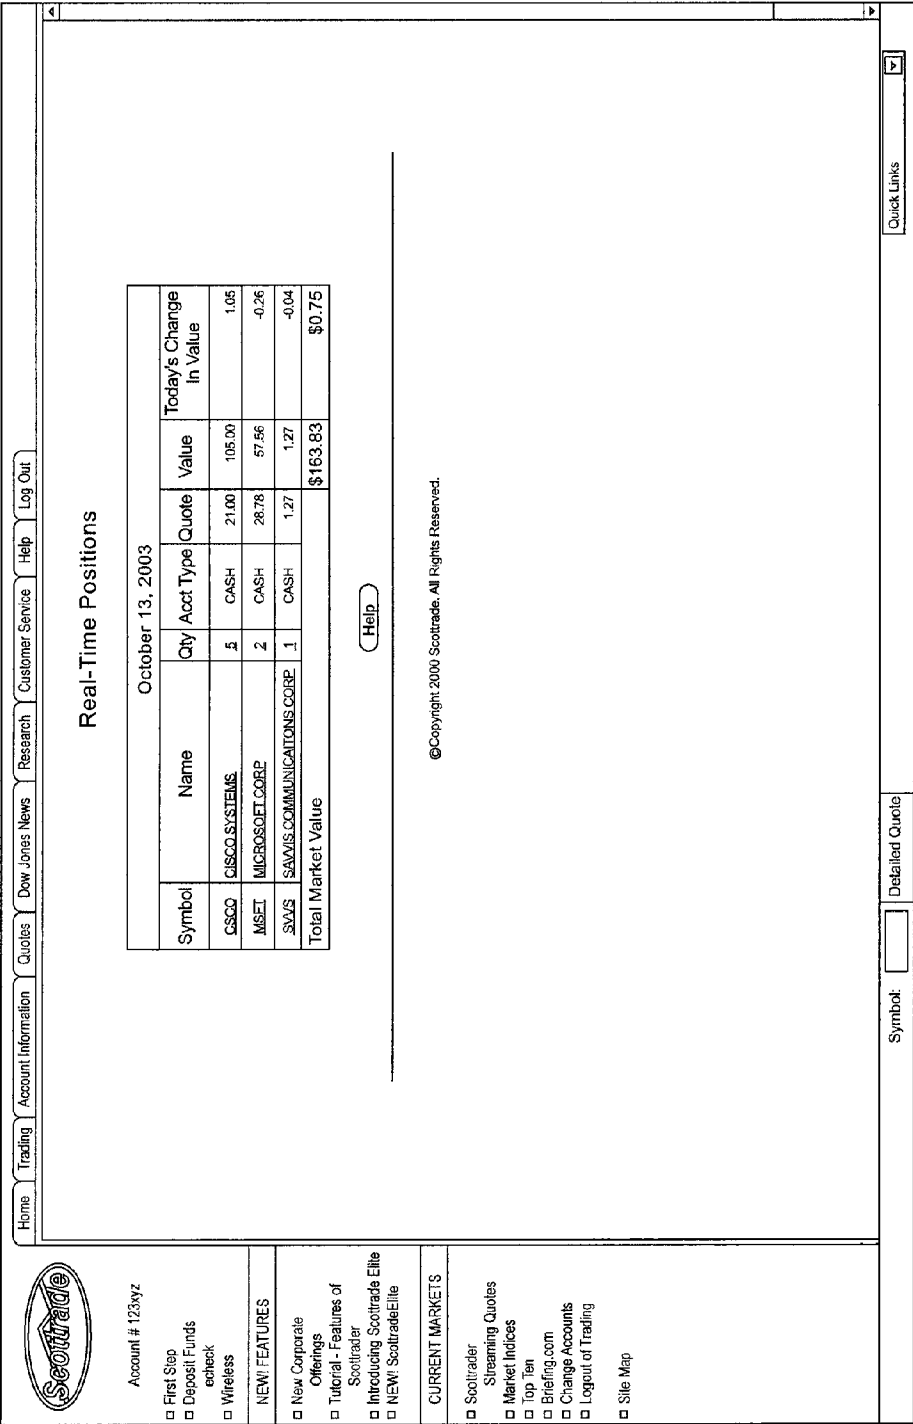 Home Trading Account Information Quotes Dow Jones News Research Customer Service Help Log Out
Scottrade
Account # 123xyz
First Step
Deposit Funds
echeck
Wireless
NEW! FEATURES
New Corporate
Offerings
Tutorial - Features of
Scottrader
Introducing Scottrade Elite
NEW! ScottradeElite
CURRENT MARKETS
Scottrader
Streaming Quotes
Market Indices
Top Ten
Briefing.com
Change Accounts
Logout of Trading
Site Map
Real-Time Positions
October 13, 2003
Symbol Name Qty Acct Type Quote Value Today's Change
In Value
CSCO CISCO SYSTEMS 5 CASH 21.00 105.00 1.05
MSFT MICROSOFT CORP 2 CASH 28.78 57.56 -0.26
SVVS SAVVIS COMMUNICAITONS CORP 1 CASH 1.27 1.27 -0.04
Total Market Value $163.83 $0.75
Help
©Copyright 2000 Scottrade. All Rights Reserved.
Symbol: Detailed Quote Quick Links